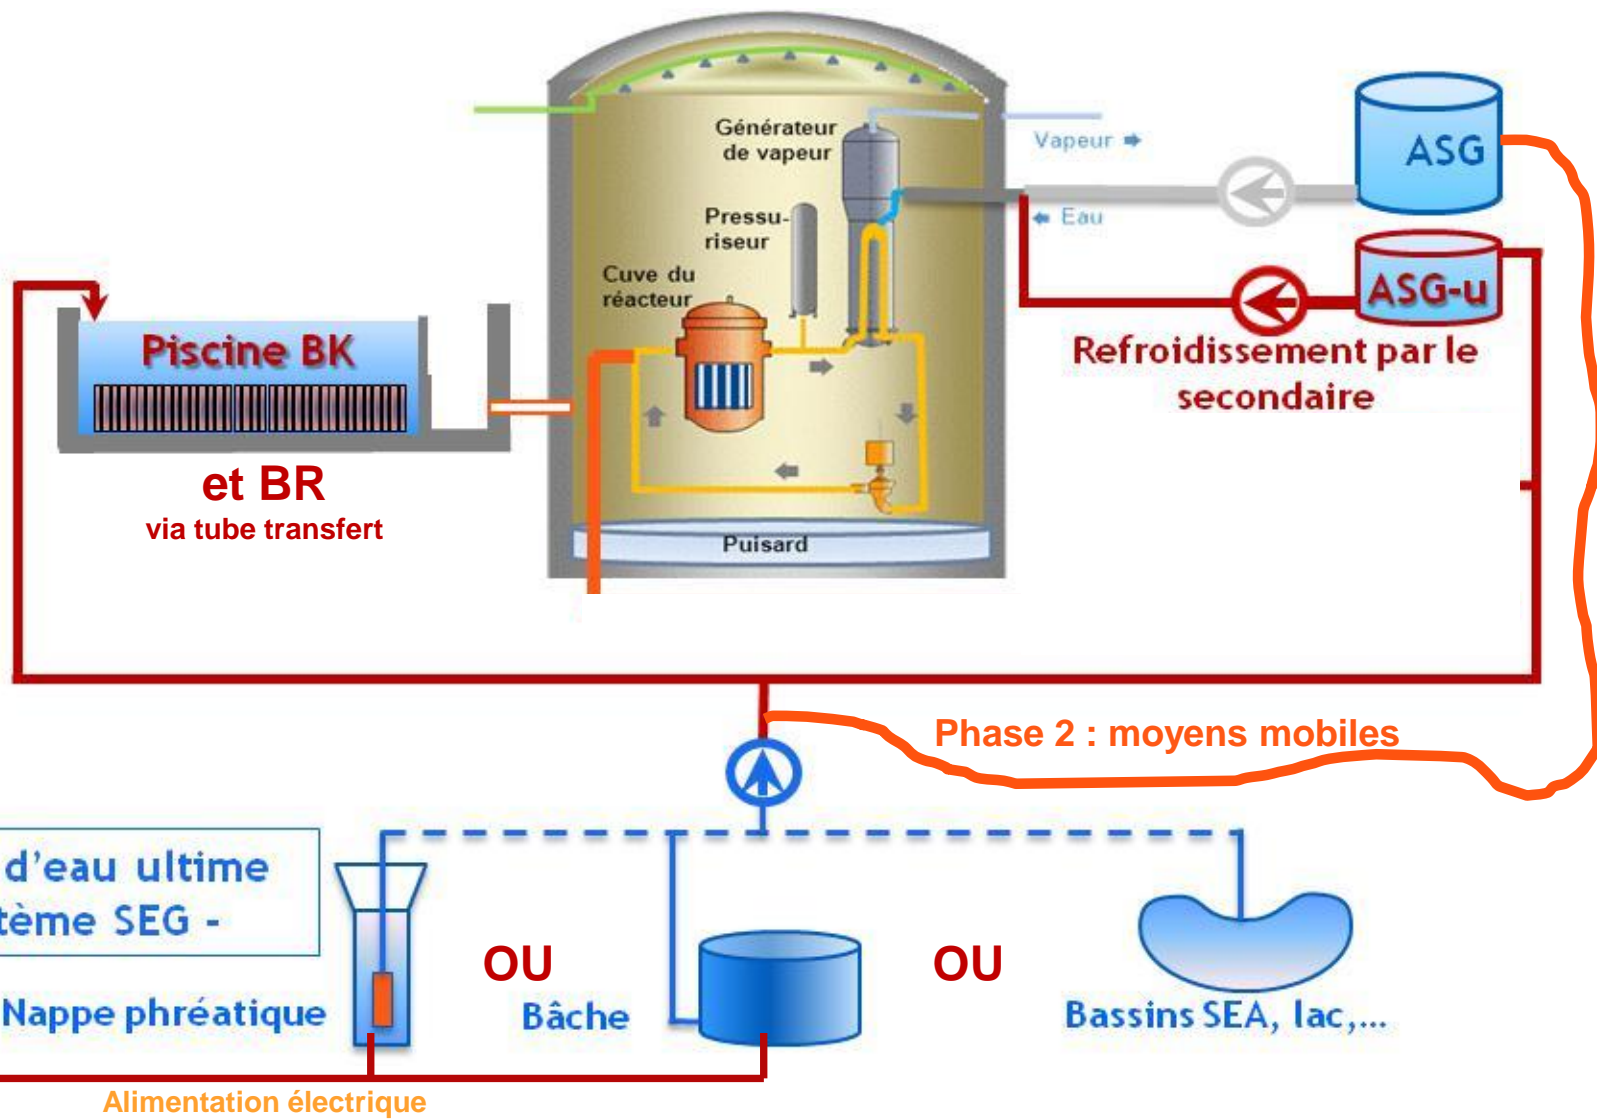 Générateur
de vapeur
Vapeur
ASG
Pressu-
riseur
Eau
Cuve du
réacteur
ASG-u
Piscine BK
Refroidissement par le
secondaire
et BR
via tube transfert
Puisard
Phase 2 : moyens mobiles
d'eau ultime
tème SEG -
OU
OU
Nappe phréatique
Bâche
Bassins SEA, lac,...
Alimentation électrique